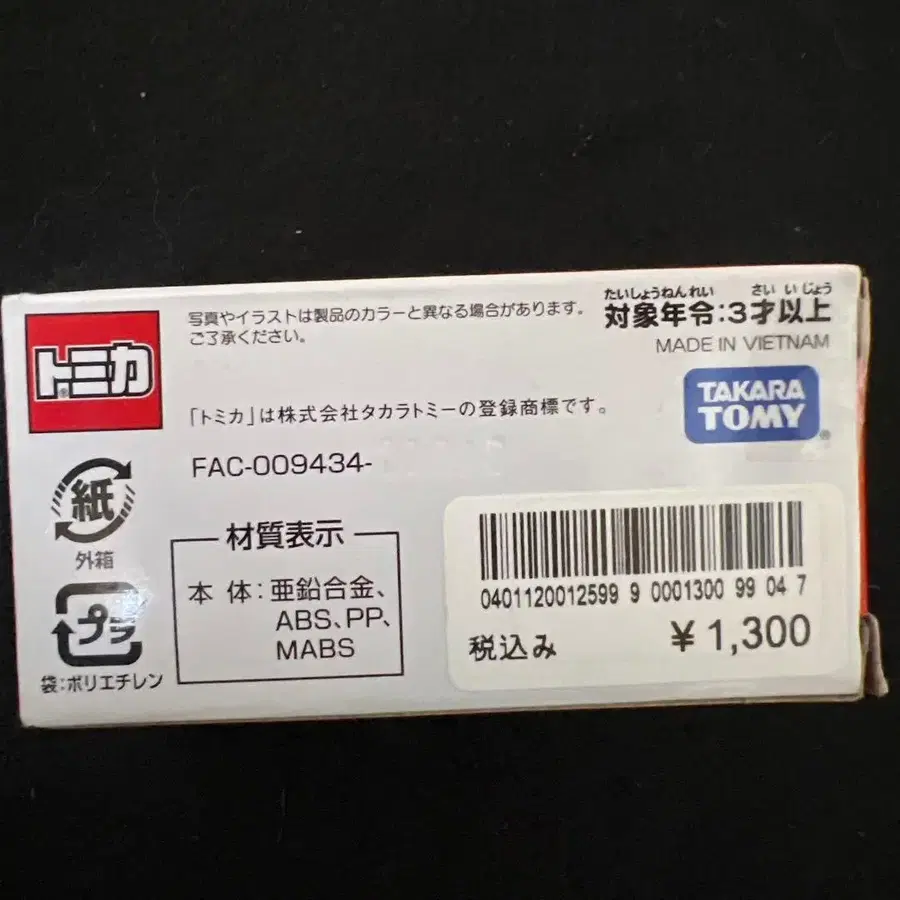 トミカ®
写真やイラストは製品のカラーと異なる場合があります。
ご了承ください。
たいしょうねんれい さい いじょう
対象年令:3才以上
MADE IN VIETNAM
「トミカ」は株式会社タカラトミーの登録商標です。
TAKARA
TOMY®
FAC-009434-
紙
外箱
プラ
袋:ポリエチレン
材質表示
本 体:亜鉛合金、
ABS、PP、
MABS
0401120012599 9 0001300 99 04 7
税込み ¥1,300